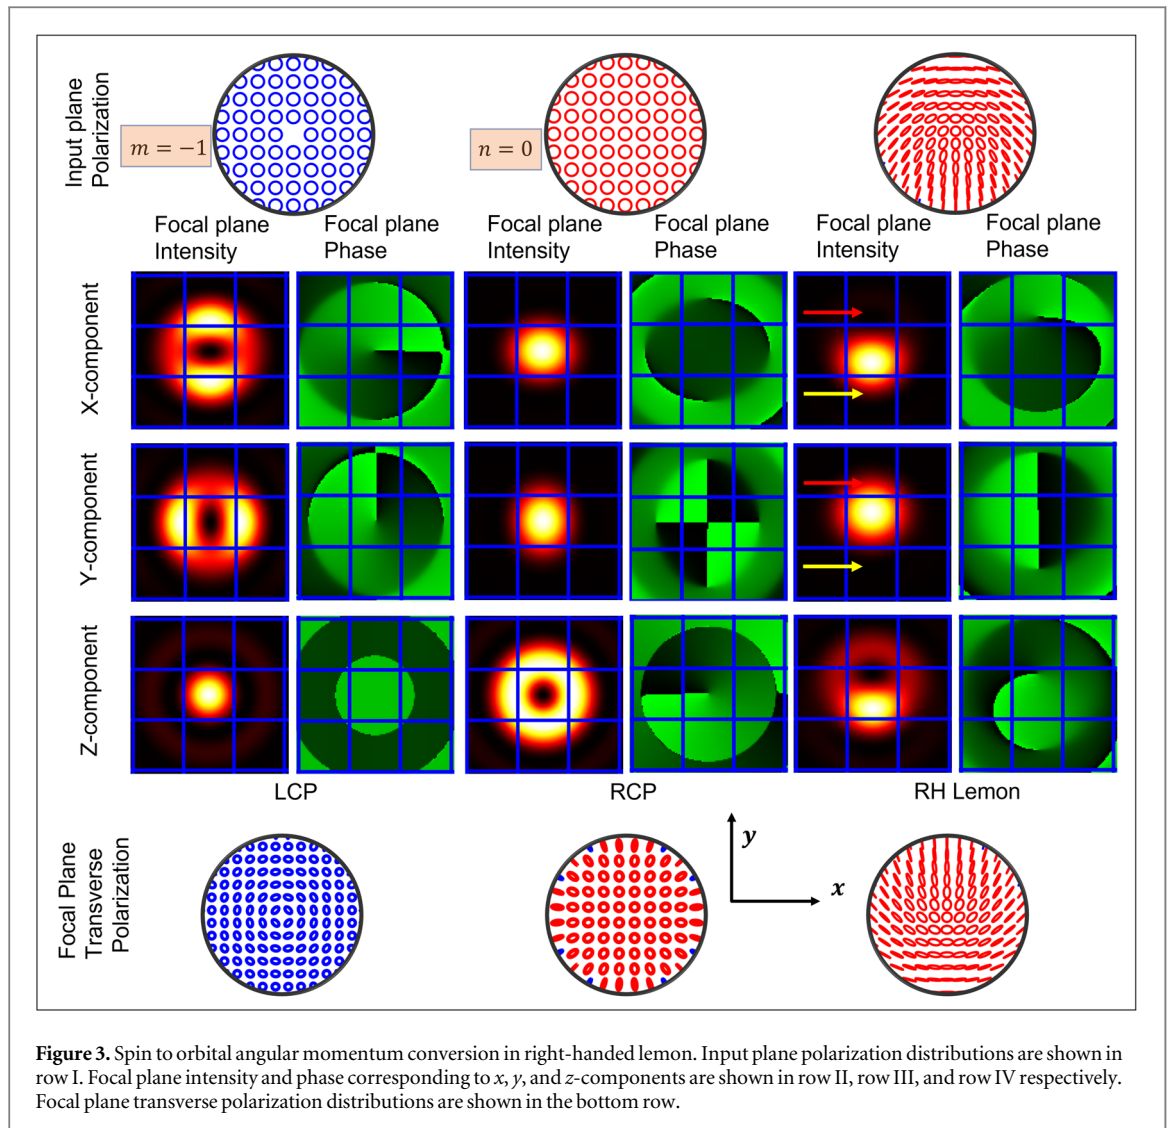 Input plane
Polarization
m = −1
n = 0
Focal plane
Intensity
Focal plane
Phase
Focal plane
Intensity
Focal plane
Phase
Focal plane
Intensity
Focal plane
Phase
X-component
Y-component
Z-component
LCP
RCP
RH Lemon
Focal Plane
Transverse
Polarization
y
x
Figure 3. Spin to orbital angular momentum conversion in right-handed lemon. Input plane polarization distributions are shown in
row I. Focal plane intensity and phase corresponding to x, y, and z-components are shown in row II, row III, and row IV respectively.
Focal plane transverse polarization distributions are shown in the bottom row.